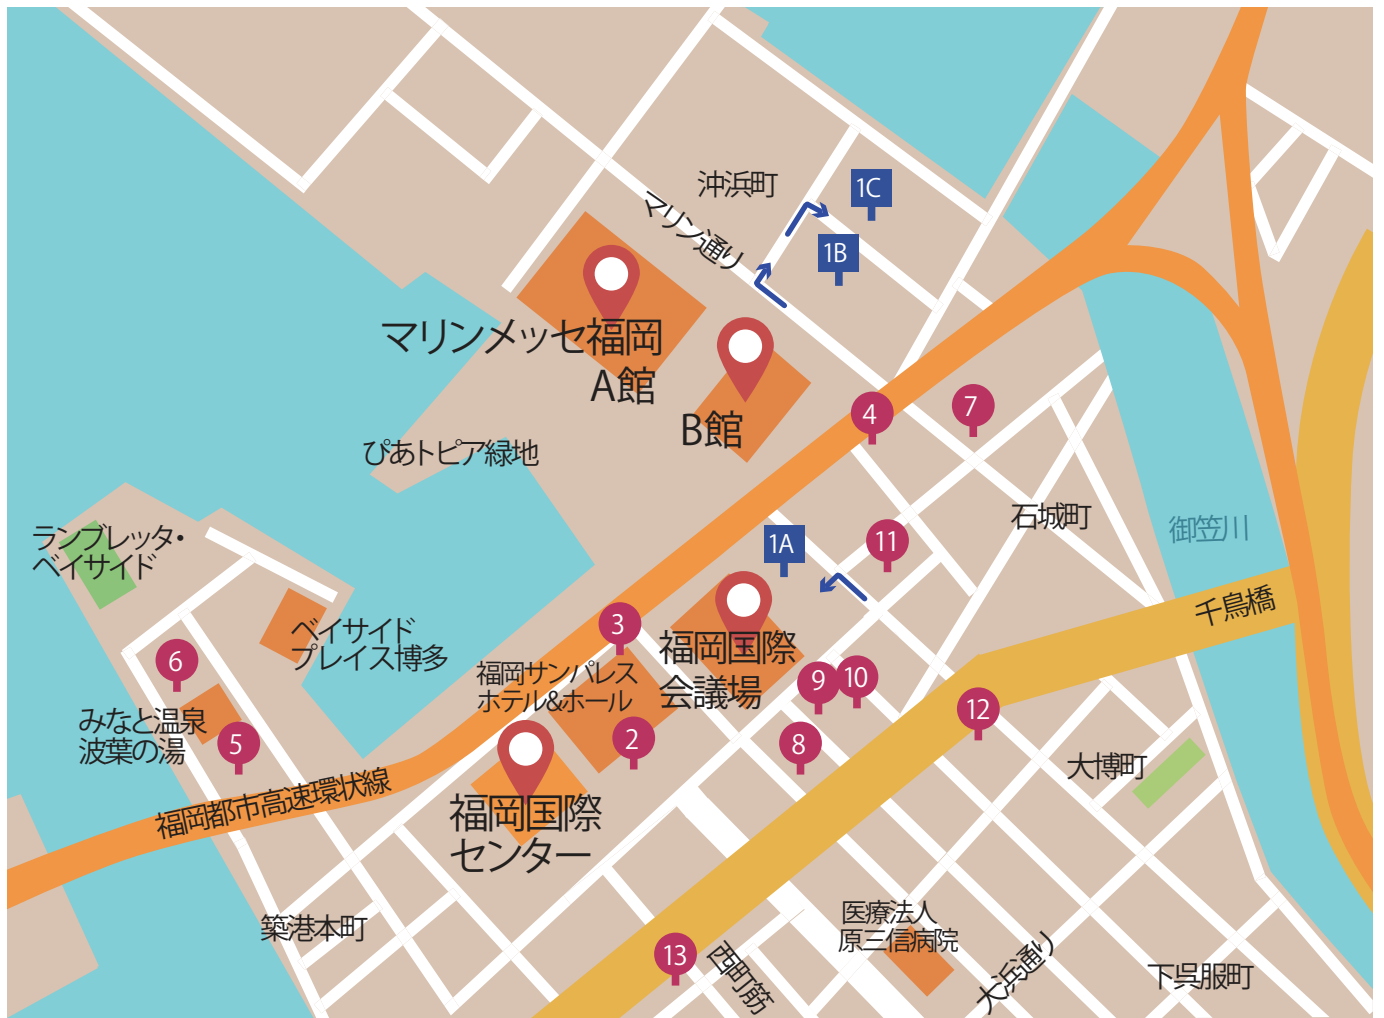 沖浜町
1C
マリン通り
1B
マリンメッセ福岡
A館
B館
4
7
ぴあトピア緑地
石城町
御笠川
ランブレッタ・
ベイサイド
1A
11
千鳥橋
ベイサイド
プレイス博多
3
福岡国際
会議場
6
福岡サンパレス
ホテル&ホール
9
10
12
みなと温泉
波葉の湯
5
2
8
大博町
福岡都市高速環状線
福岡国際
センター
築港本町
医療法人
原三信病院
13
西町筋
大浜通り
下呉服町